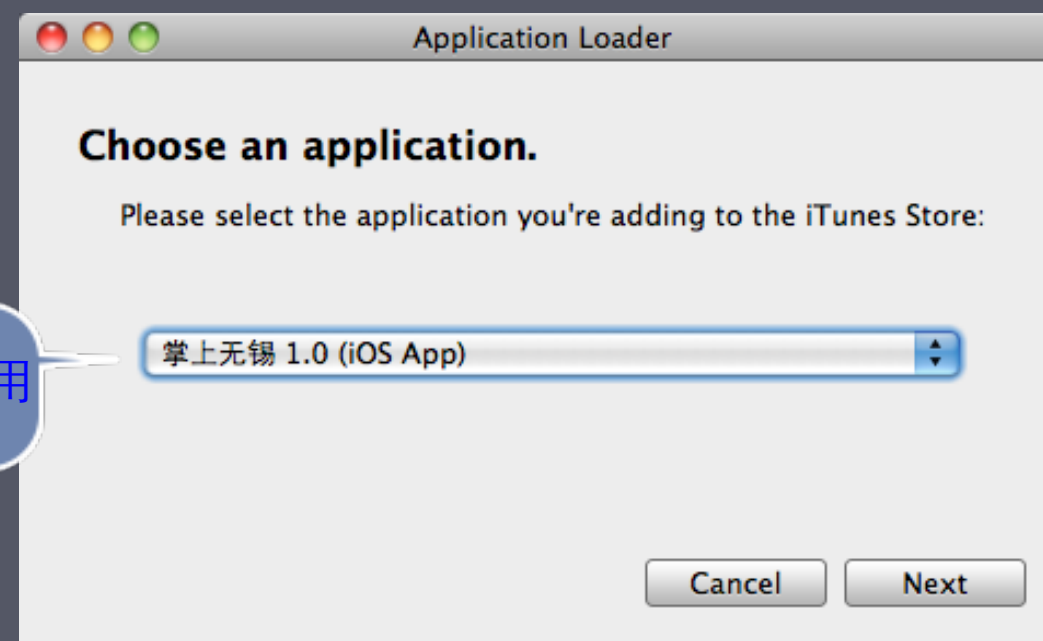 Application Loader
Choose an application.
Please select the application you're adding to the iTunes Store:
掌上无锡 1.0 (iOS App)
用
Cancel
Next